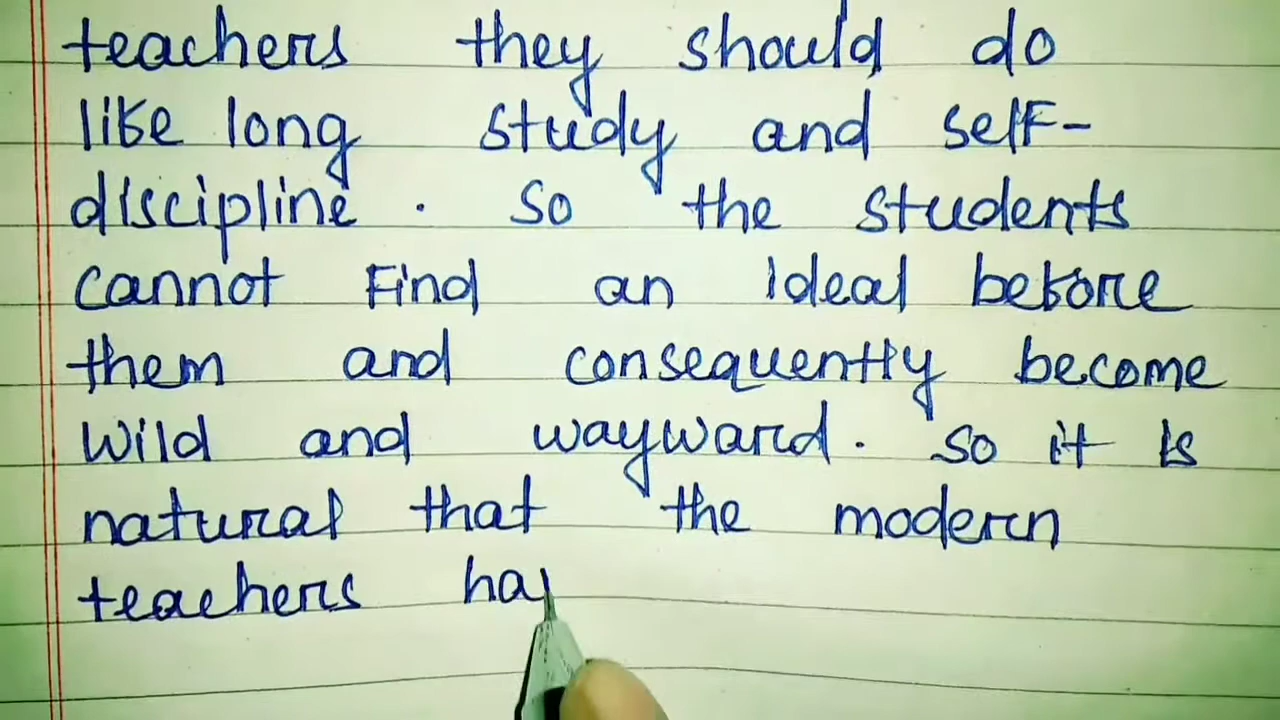 teachers they should do
like long study and self-
discipline. So the students
cannot Find an Ideal before
them and consequently become
wild and wayward. So it is
natural that the modern
teachers